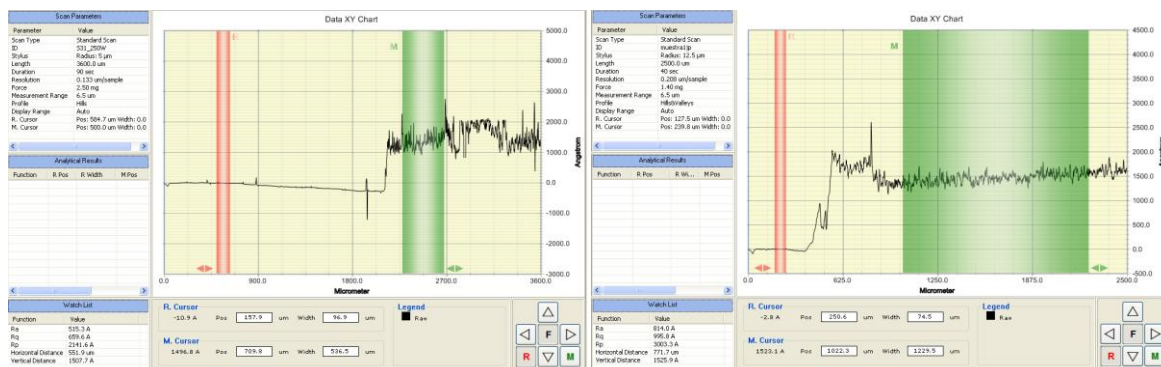 Scan Parameters
Parameter Value
Scan Type Standard Scan
ID S31_250W
Stylus Radius: 5 µm
Length 3600.0 um
Duration 90 sec
Resolution 0.133 um/sample
Force 2.50 mg
Measurement Range 6.5 um
Profile Hills
Display Range Auto
R. Cursor Pos: 584.7 um Width: 0.0
M. Cursor Pos: 500.0 um Width: 0.0
Analytical Results
Function R Pos R Width M Pos
Watch List
Function Value
Ra 515.3 A
Rq 659.6 A
Rp 2141.6 A
Horizontal Distance 551.9 um
Vertical Distance 1507.7 A
Data XY Chart
R
M
5000.0
4000.0
3000.0
2000.0
1000.0
0.0
-1000.0
-2000.0
-3000.0
Angstrom
0.0 900.0 1800.0 2700.0 3600.0
Micrometer
R. Cursor
-10.9 A Pos 157.9 um Width 96.9 um
M. Cursor
1496.8 A Pos 709.8 um Width 536.5 um
Legend
Raw
F
R M
Scan Parameters
Parameter Value
Scan Type Standard Scan
ID muestra1jp
Stylus Radius: 12.5 µm
Length 2500.0 um
Duration 40 sec
Resolution 0.208 um/sample
Force 1.40 mg
Measurement Range 6.5 um
Profile Hills&Valleys
Display Range Auto
R. Cursor Pos: 127.5 um Width: 0.0
M. Cursor Pos: 239.8 um Width: 0.0
Analytical Results
Function R Pos R Wi... M Pos
Watch List
Function Value
Ra 814.0 A
Rq 995.8 A
Rp 3003.3 A
Horizontal Distance 771.7 um
Vertical Distance 1525.9 A
Data XY Chart
R
M
4500.0
4000.0
3500.0
3000.0
2500.0
2000.0
1500.0
1000.0
500.0
0.0
-500.0
0.0 625.0 1250.0 1875.0 2500.0
Micrometer
R. Cursor
-2.8 A Pos 250.6 um Width 74.5 um
M. Cursor
1523.1 A Pos 1022.3 um Width 1229.5 um
Legend
Raw
F
R M